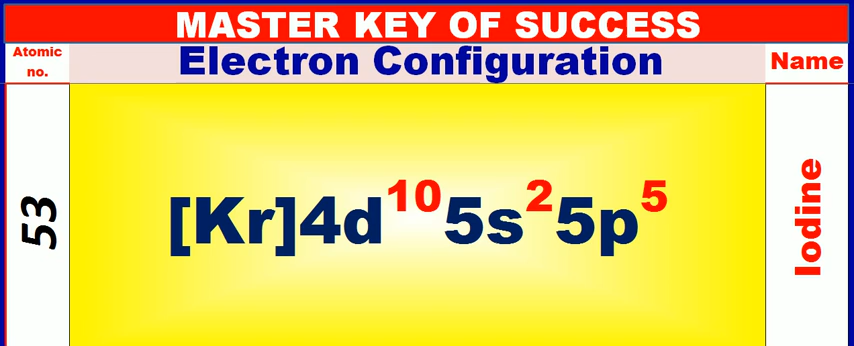 MASTER KEY OF SUCCESS
Atomic no.
Electron Configuration
Name
53
[Kr]4d¹⁰5s²5p⁵
Iodine